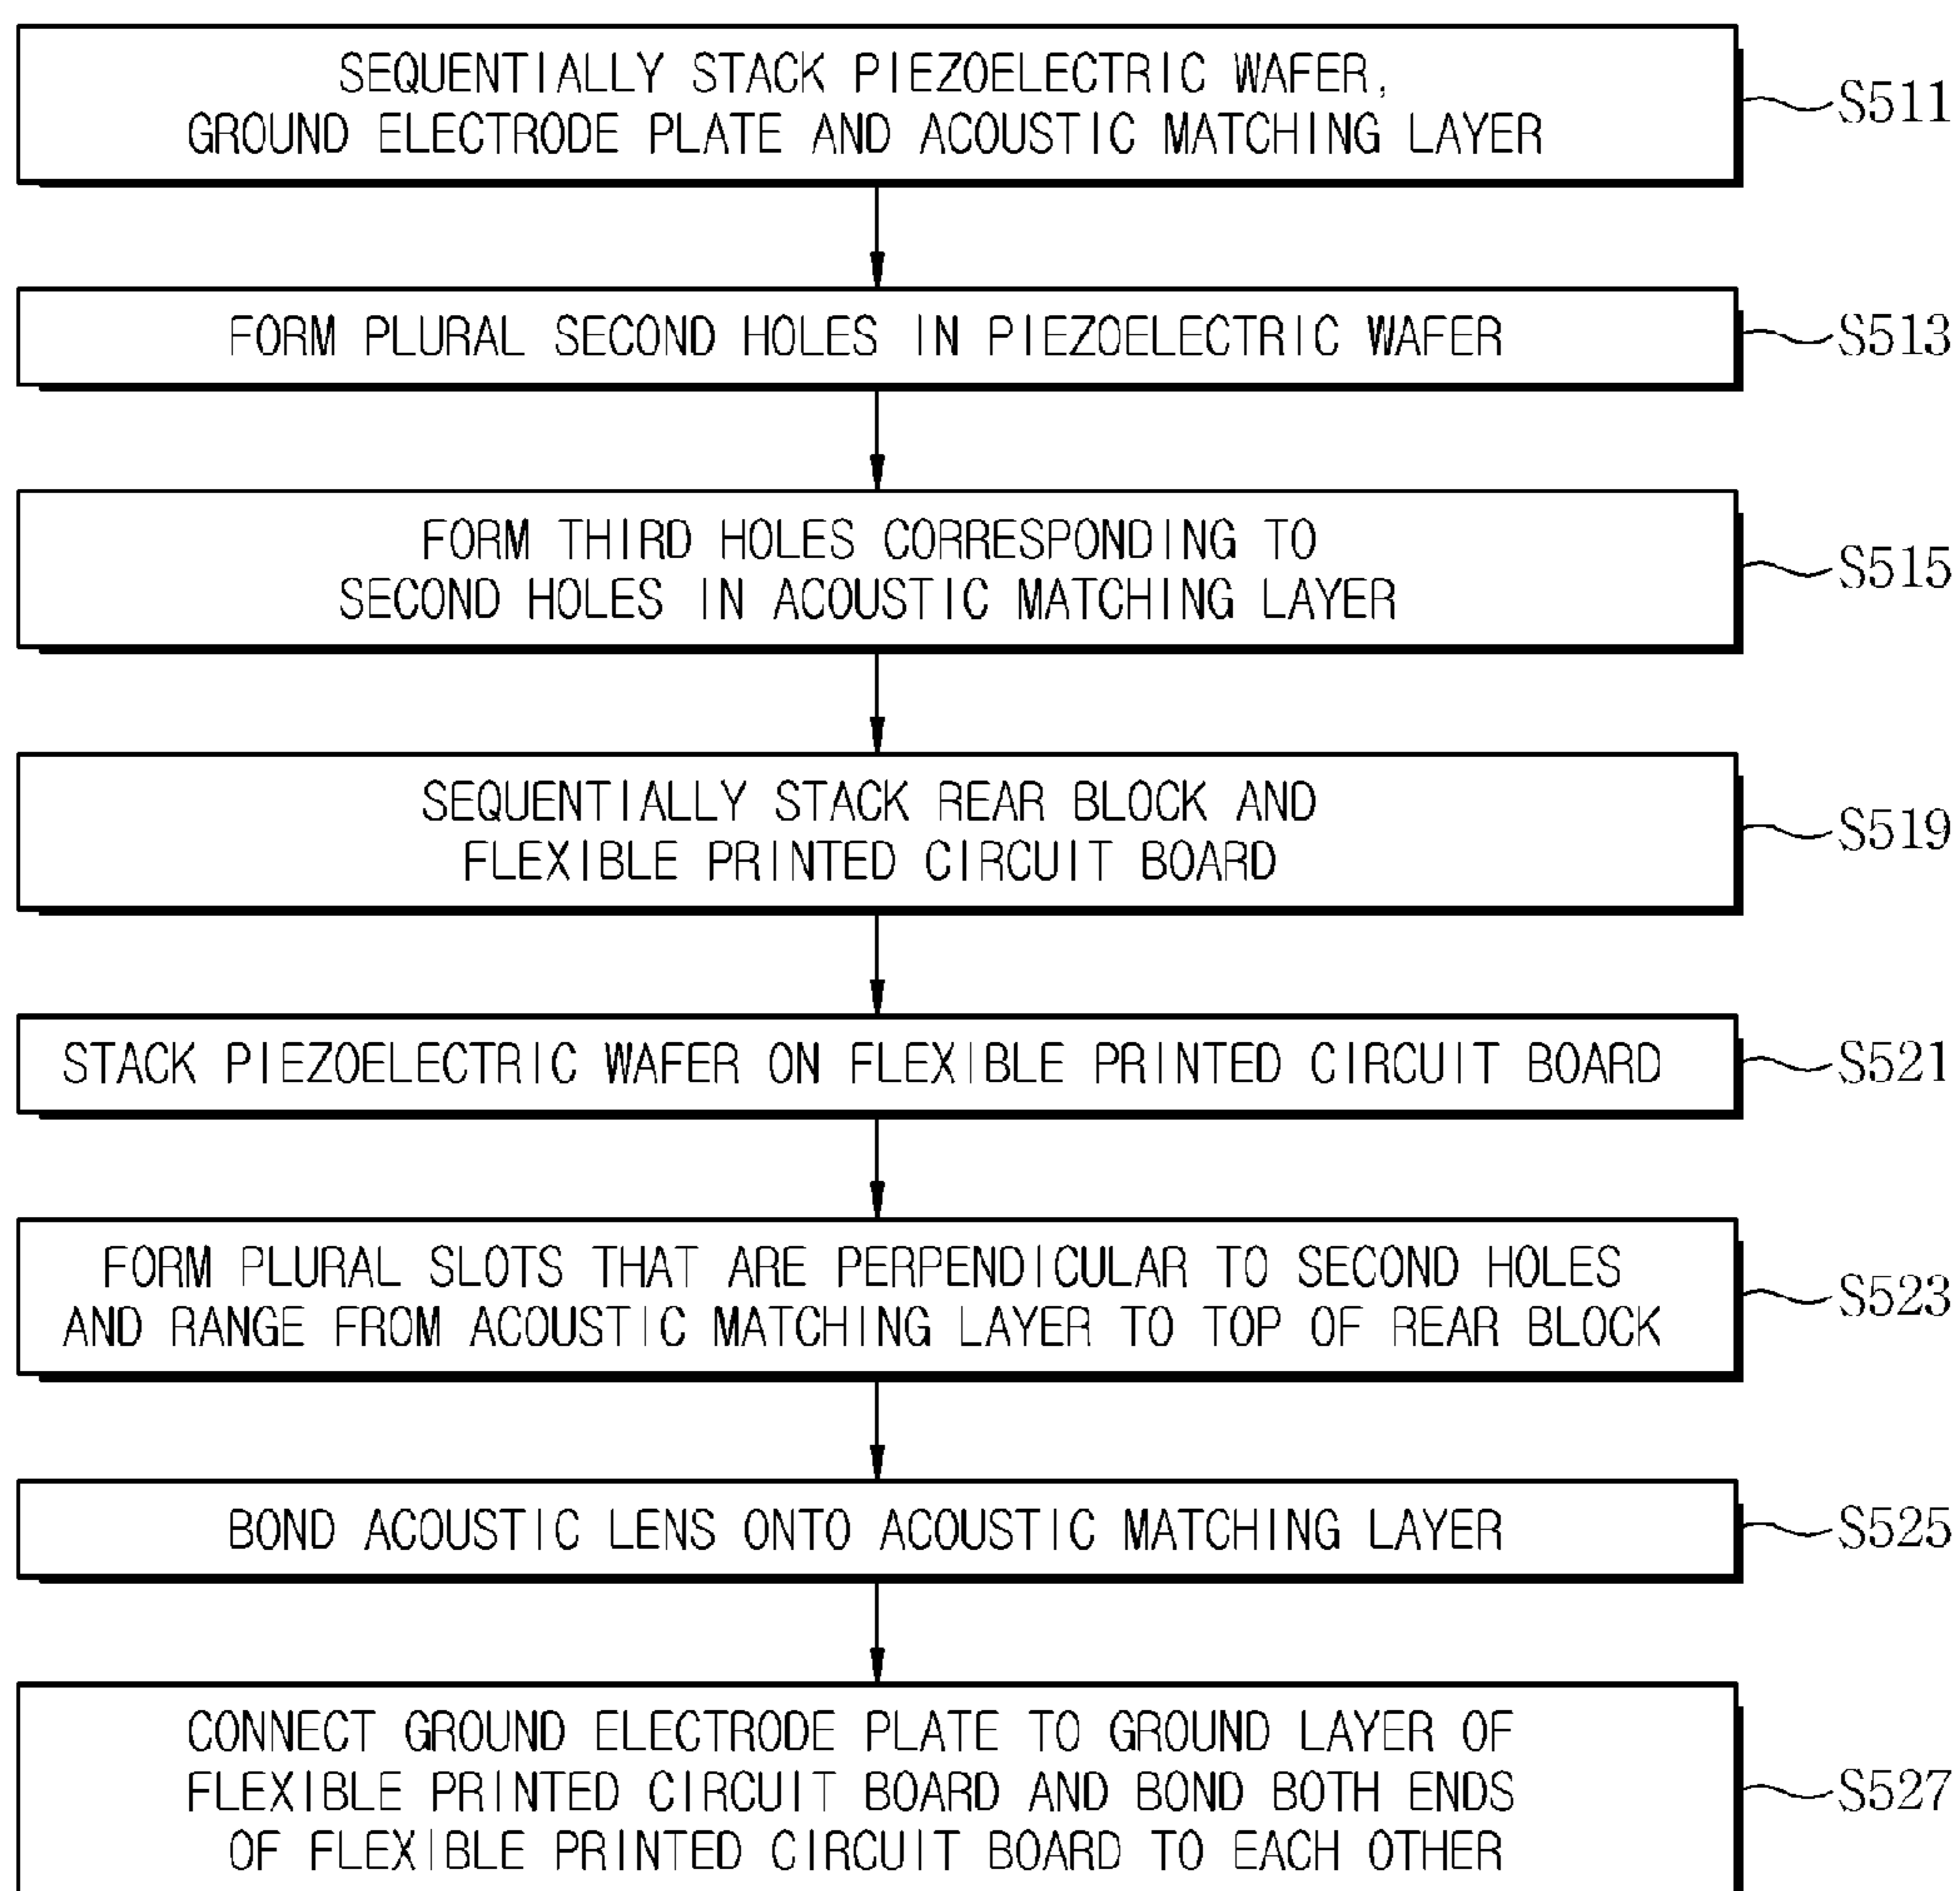 SEQUENTIALLY STACK PIEZOELECTRIC WAFER,
GROUND ELECTRODE PLATE AND ACOUSTIC MATCHING LAYER
S511
FORM PLURAL SECOND HOLES IN PIEZOELECTRIC WAFER
S513
FORM THIRD HOLES CORRESPONDING TO
SECOND HOLES IN ACOUSTIC MATCHING LAYER
S515
SEQUENTIALLY STACK REAR BLOCK AND
FLEXIBLE PRINTED CIRCUIT BOARD
S519
STACK PIEZOELECTRIC WAFER ON FLEXIBLE PRINTED CIRCUIT BOARD
S521
FORM PLURAL SLOTS THAT ARE PERPENDICULAR TO SECOND HOLES
AND RANGE FROM ACOUSTIC MATCHING LAYER TO TOP OF REAR BLOCK
S523
BOND ACOUSTIC LENS ONTO ACOUSTIC MATCHING LAYER
S525
CONNECT GROUND ELECTRODE PLATE TO GROUND LAYER OF
FLEXIBLE PRINTED CIRCUIT BOARD AND BOND BOTH ENDS
OF FLEXIBLE PRINTED CIRCUIT BOARD TO EACH OTHER
S527